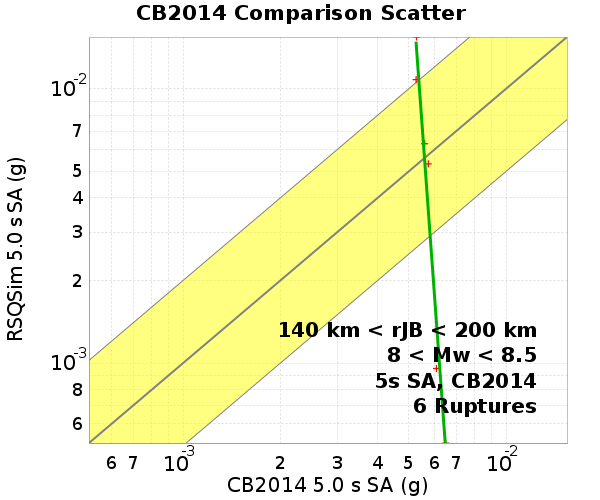 CB2014 Comparison Scatter
RSQSim 5.0 s SA (g)
10-2
7
5
4
3
2
10-3
8
6
140 km < rJB < 200 km
8 < Mw < 8.5
5s SA, CB2014
6 Ruptures
6 7 10-3 2 3 4 5 6 7 10-2
CB2014 5.0 s SA (g)